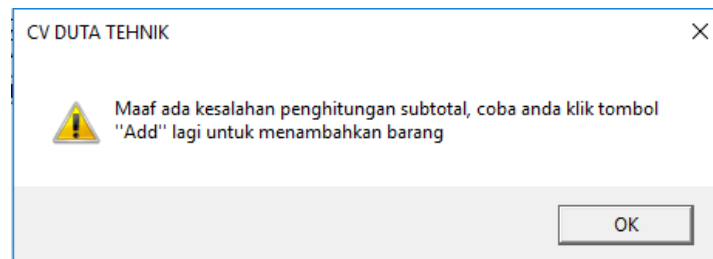 CV DUTA TEHNIK
Maaf ada kesalahan penghitungan subtotal, coba anda klik tombol
"Add" lagi untuk menambahkan barang
OK